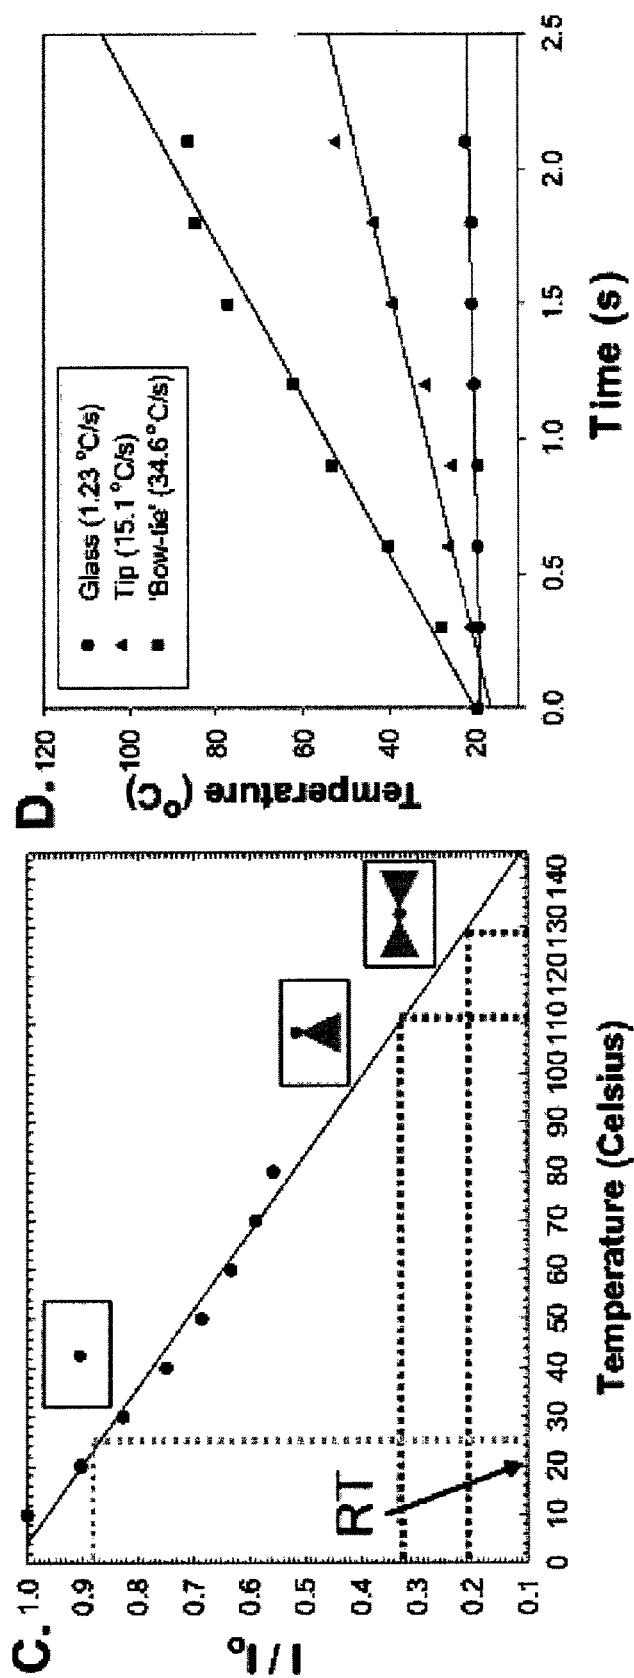 C.
I / I₀
1.0
0.9
0.8
0.7
0.6
0.5
0.4
0.3
0.2
0.1
RT
0 10 20 30 40 50 60 70 80 90 100 110 120 130 140
Temperature (Celsius)
D.
Temperature (°C)
120
100
80
60
40
20
Glass (1.23 °C/s)
Tip (15.1 °C/s)
'Bow-tie' (34.6°C/s)
0.0 0.5 1.0 1.5 2.0 2.5
Time (s)